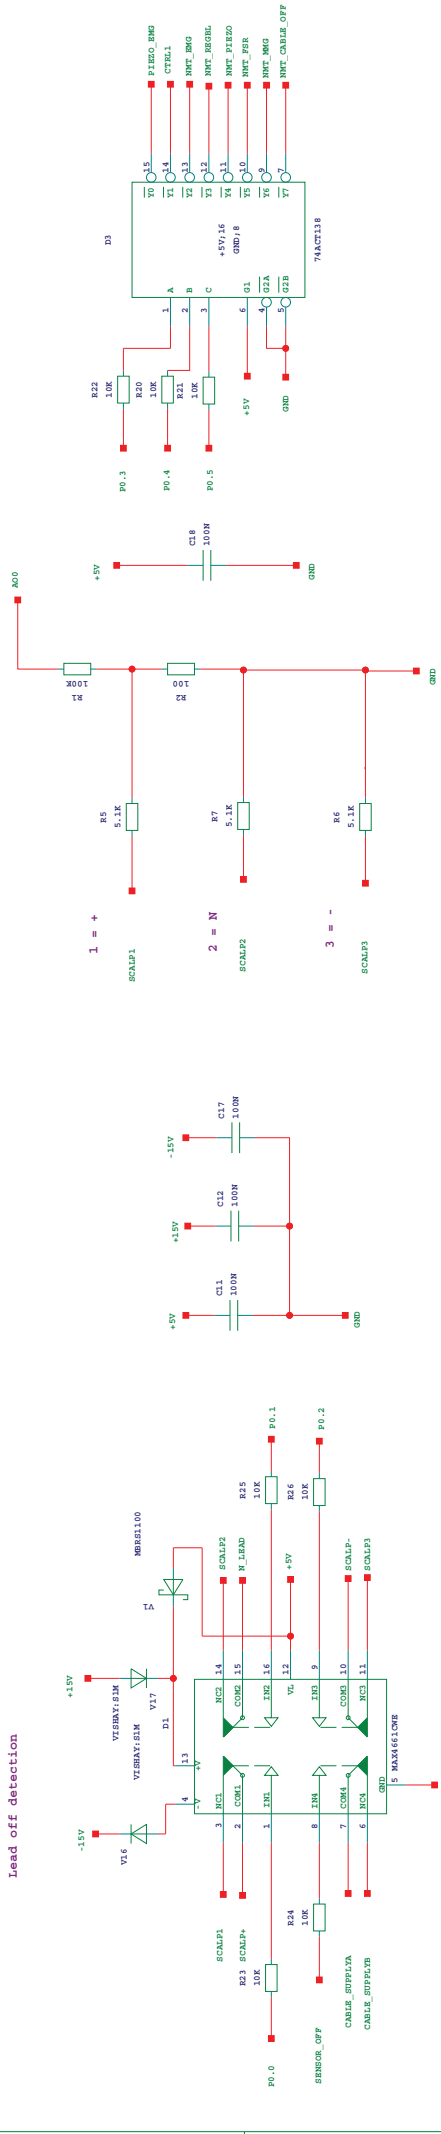 Lead off detection
-15V
V16
+15V
VISHAY:S1M
V17
VISHAY:S1M
D1
V1
MBRS1100
4
-V
13
+V
SCALP1
3
NC1
SCALP+
2
COM1
P0.0
R23
10K
1
IN1
SENSOR_OFF
R24
10K
8
IN4
CABLE_SUPPLYA
7
COM4
CABLE_SUPPLYB
6
NC4
NC2
14
SCALP2
COM2
15
N_LEAD
IN2
16
R25
10K
P0.1
VL
12
+5V
IN3
9
R26
10K
P0.2
COM3
10
SCALP-
NC3
11
SCALP3
GND
5
MAX4661CWE
+5V
C11
100N
+15V
C12
100N
-15V
C17
100N
GND
1 = +
SCALP1
R5
5.1K
2 = N
SCALP2
R7
5.1K
3 = -
SCALP3
R6
5.1K
AO0
R1
100K
R2
100
GND
+5V
C18
100N
GND
P0.3
R22
10K
P0.4
R20
10K
P0.5
R21
10K
+5V
GND
D3
1
A
2
B
3
C
6
G1
4
G2A
5
G2B
+5V;16
GND;8
74ACT138
Y0
15
PIEZO_EMG
Y1
14
CTRL1
Y2
13
NMT_EMG
Y3
12
NMT_REGBL
Y4
11
NMT_PIEZO
Y5
10
NMT_FSR
Y6
9
NMT_MMG
Y7
7
NMT_CABLE_OFF